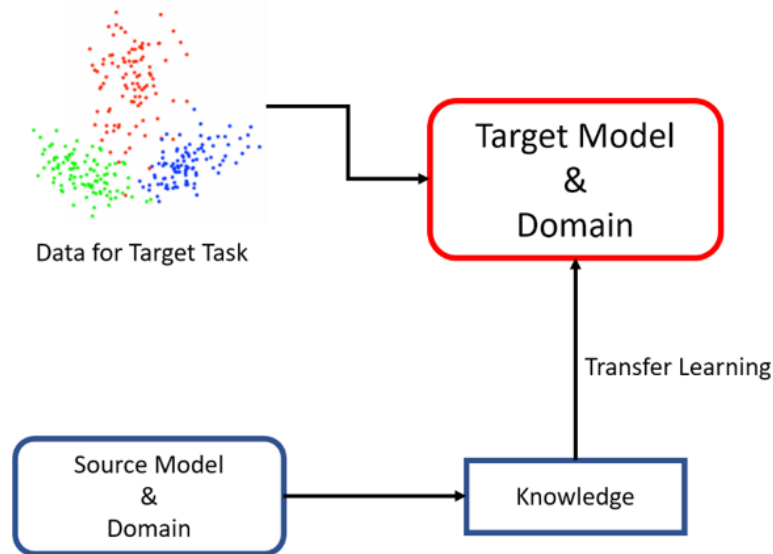 Target Model
&
Domain
Data for Target Task
Transfer Learning
Source Model
&
Domain
Knowledge